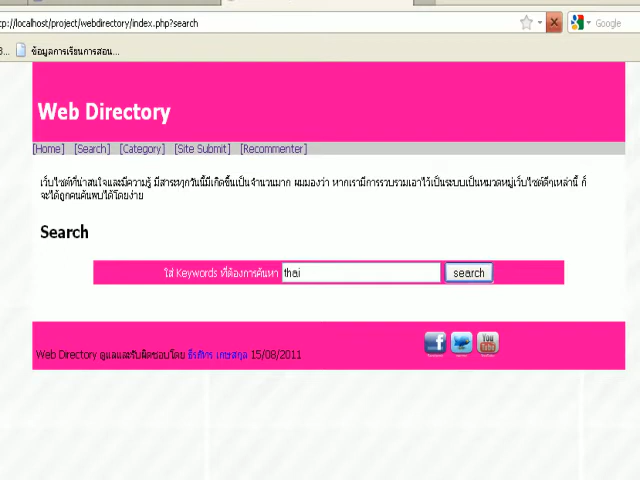 tp://localhost/project/webdirectory/index.php?search
Google
ข้อมูลการเรียนการสอน...
Web Directory
[Home] [Search] [Category] [Site Submit] [Recommenter]
เว็บไซต์ที่น่าสนใจและมีความรู้ มีสาระทุกวันนี้มีเกิดขึ้นเป็นจำนวนมาก ผมมองว่า หากเรามีการรวบรวมเอาไว้เป็นระบบเป็นหมวดหมู่เว็บไซต์ดีๆเหล่านี้ ก็
จะได้ถูกคนค้นพบได้โดยง่าย
Search
ใส่ Keywords ที่ต้องการค้นหา thai search
Web Directory ดูแลและรับผิดชอบโดย ธีรภัทร เกษสกุล 15/08/2011
You
Tube